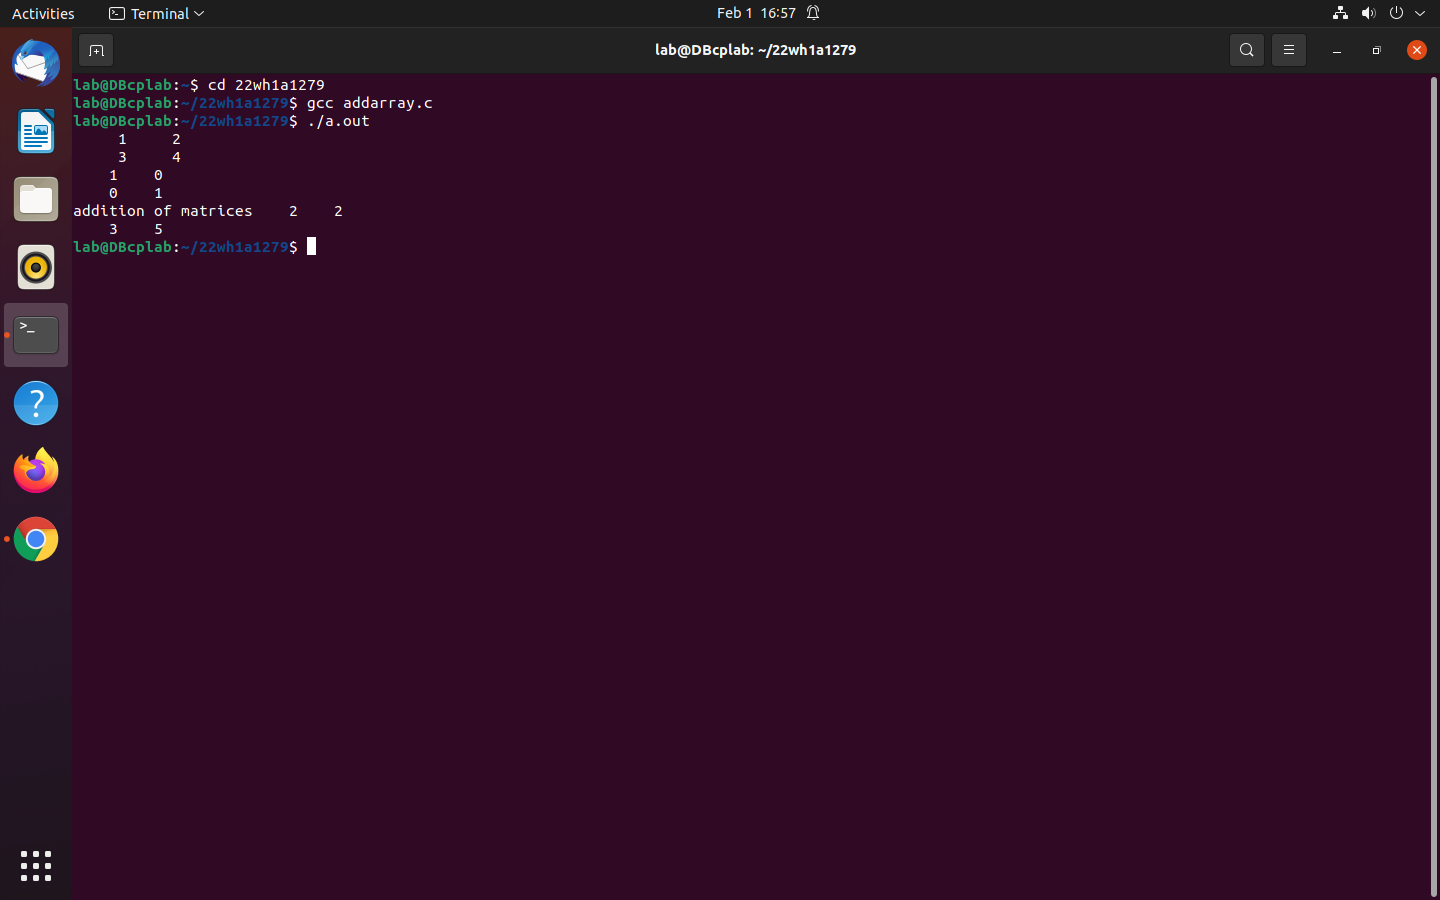 Activities Terminal Feb 1 16:57
lab@DBcplab: ~/22wh1a1279
lab@DBcplab:~$ cd 22wh1a1279
lab@DBcplab:~/22wh1a1279$ gcc addarray.c
lab@DBcplab:~/22wh1a1279$ ./a.out
     1     2
     3     4
    1    0
    0    1
addition of matrices    2    2
    3    5
lab@DBcplab:~/22wh1a1279$
>_
?